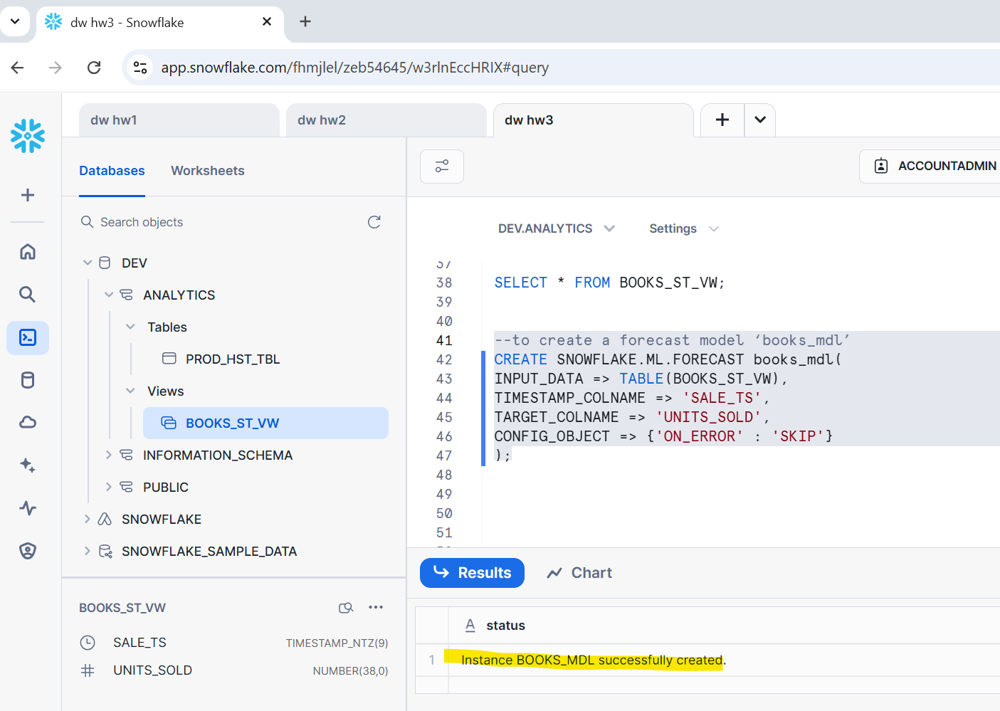 dw hw3 - Snowflake
app.snowflake.com/fhmjlel/zeb54645/w3rlnEccHRIX#query
dw hw1
dw hw2
dw hw3
Databases
Worksheets
ACCOUNTADMIN
Search objects
DEV
ANALYTICS
Tables
PROD_HST_TBL
Views
BOOKS_ST_VW
INFORMATION_SCHEMA
PUBLIC
SNOWFLAKE
SNOWFLAKE_SAMPLE_DATA
BOOKS_ST_VW
SALE_TS TIMESTAMP_NTZ(9)
UNITS_SOLD NUMBER(38,0)
DEV.ANALYTICS
Settings
37
38 SELECT * FROM BOOKS_ST_VW;
39
40
41 --to create a forecast model ‘books_mdl’
42 CREATE SNOWFLAKE.ML.FORECAST books_mdl(
43 INPUT_DATA => TABLE(BOOKS_ST_VW),
44 TIMESTAMP_COLNAME => 'SALE_TS',
45 TARGET_COLNAME => 'UNITS_SOLD',
46 CONFIG_OBJECT => {'ON_ERROR' : 'SKIP'}
47 );
48
49
50
51
Results
Chart
A status
1 Instance BOOKS_MDL successfully created.